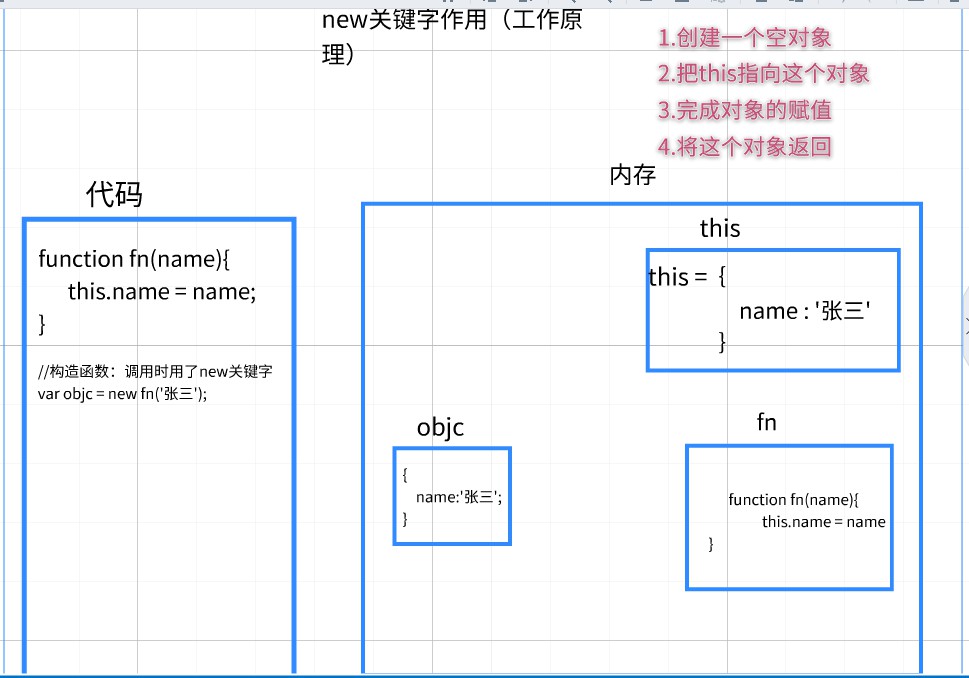 new关键字作用（工作原
理）
1.创建一个空对象
2.把this指向这个对象
3.完成对象的赋值
4.将这个对象返回
代码
function fn(name){
this.name = name;
}
//构造函数：调用时用了new关键字
var objc = new fn('张三');
内存
this
this = {
name : '张三'
}
objc
{
name:'张三';
}
fn
function fn(name){
this.name = name
}